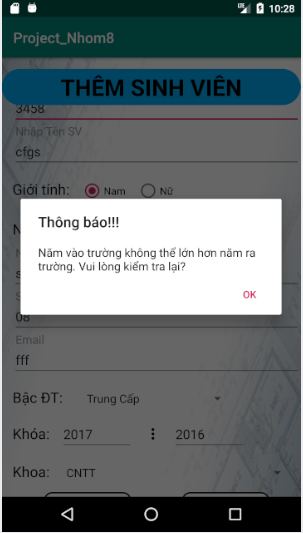 10:28
Project_Nhom8
THÊM SINH VIÊN
3458
Nhập Tên SV
cfgs
Giới tính: Nam Nữ
Thông báo!!!
Năm vào trường không thể lớn hơn năm ra
trường. Vui lòng kiểm tra lại?
OK
08
Email
fff
Bậc ĐT: Trung Cấp
Khóa: 2017 : 2016
Khoa: CNTT